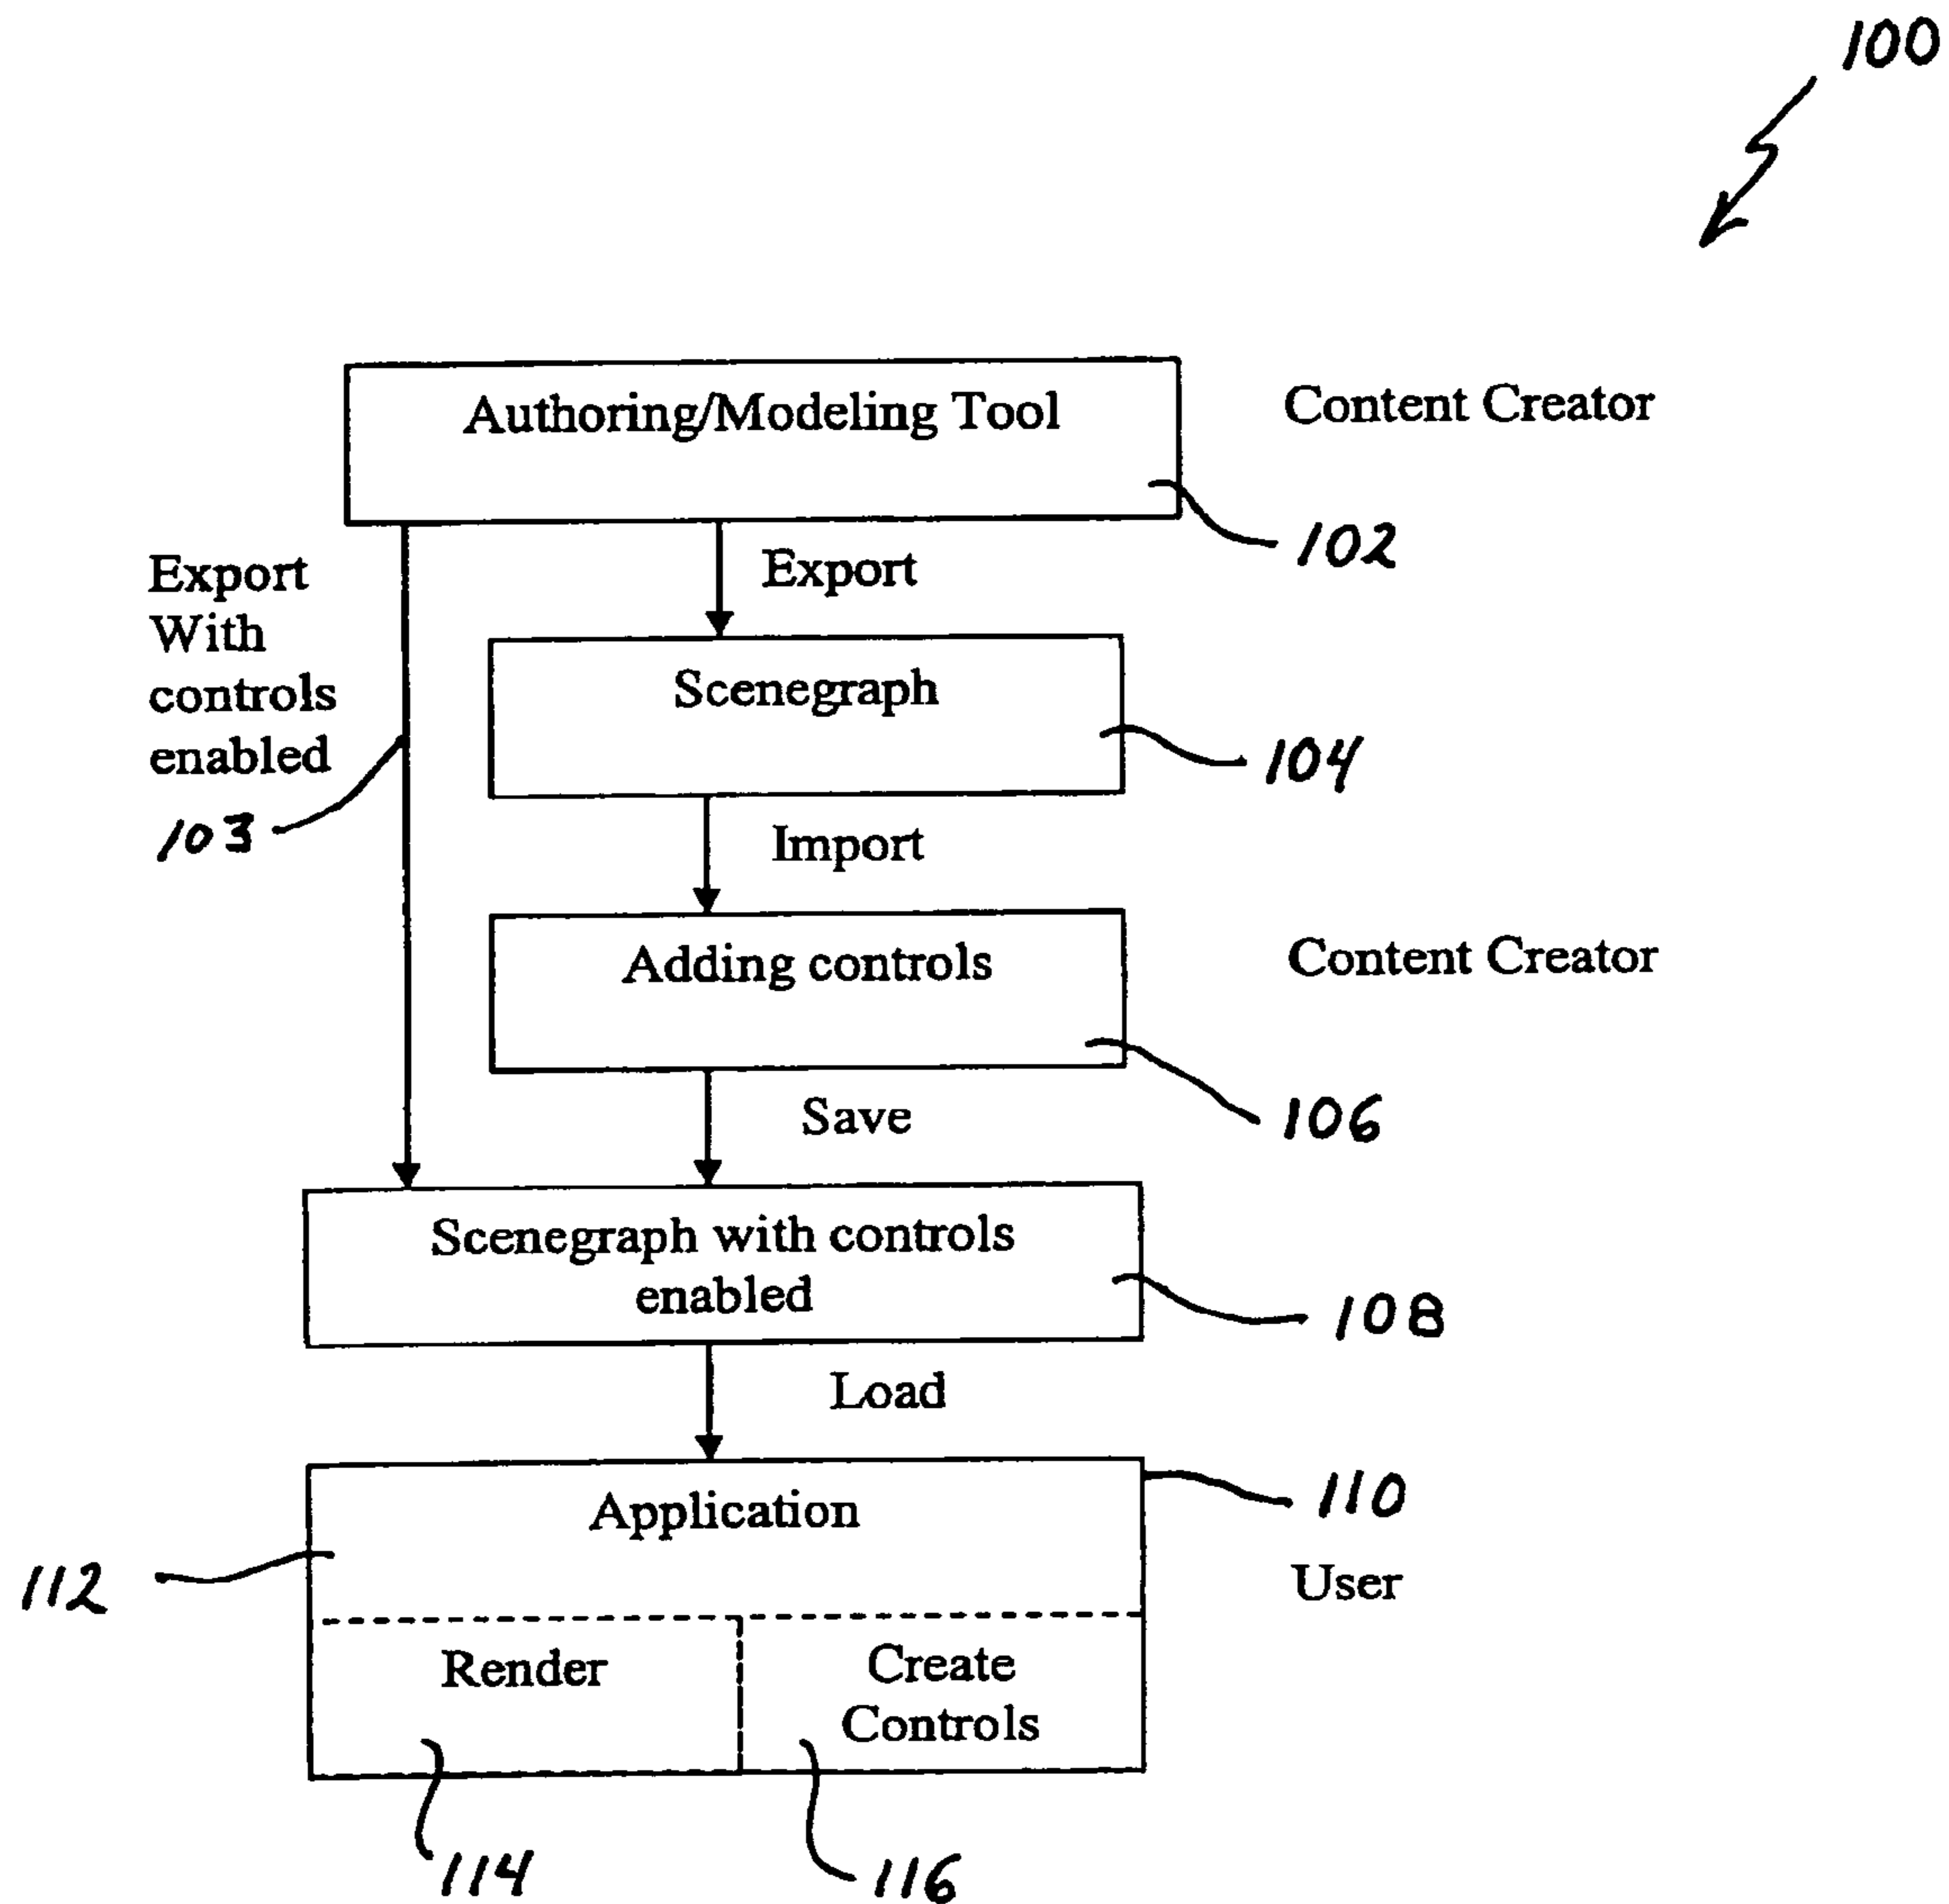 100
Authoring/Modeling Tool
Content Creator
102
Export
With
controls
enabled
103
Export
Scenegraph
104
Import
Adding controls
Content Creator
106
Save
Scenegraph with controls
enabled
108
Load
Application
110
112
User
Render
Create
Controls
114
116